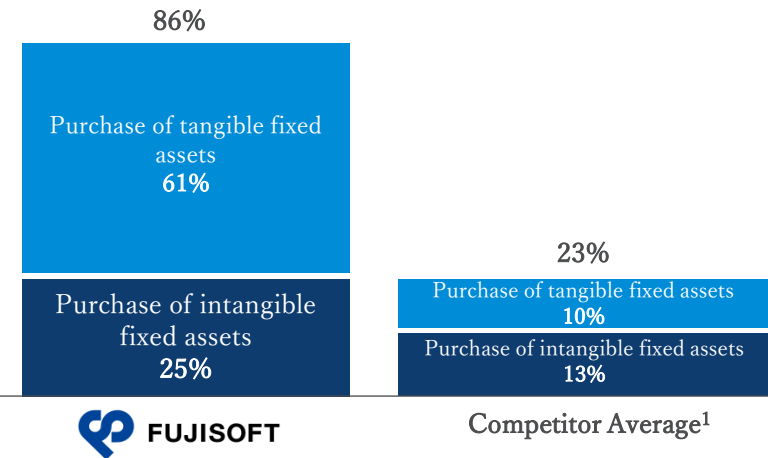 86%
Purchase of tangible fixed
assets
61%
Purchase of intangible
fixed assets
25%
FUJISOFT
23%
Purchase of tangible fixed assets
10%
Purchase of intangible fixed assets
13%
Competitor Average¹